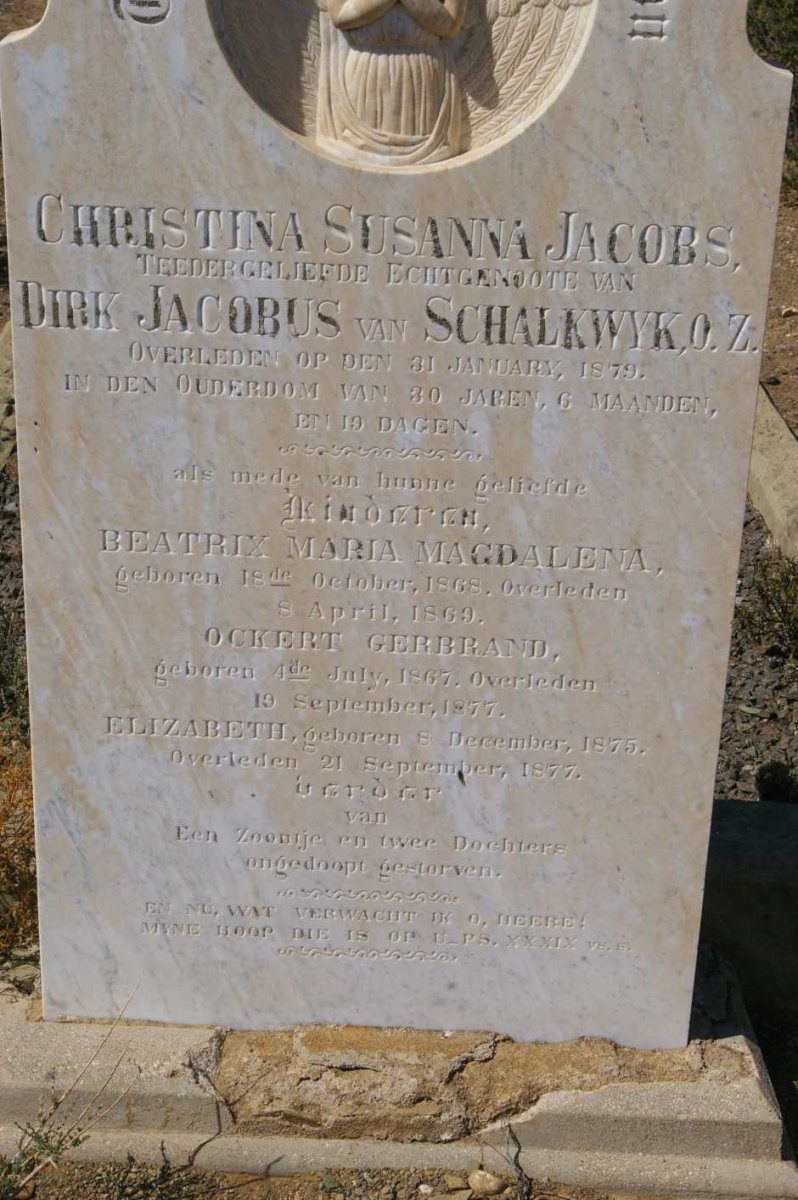 CHRISTINA SUSANNA JACOBS,
TEEDERGELIEFDE ECHTGENOOTE VAN
DIRK JACOBUS VAN SCHALKWYK, O. Z.
OVERLEDEN OP DEN 31 JANUARY, 1879.
IN DEN OUDERDOM VAN 30 JAREN, 6 MAANDEN,
EN 19 DAGEN.
als mede van hunne geliefde
Kinderen,
BEATRIX MARIA MAGDALENA,
geboren 18de October, 1868. Overleden
8 April, 1869.
OCKERT GERBRAND,
geboren 4de July, 1867. Overleden
19 September, 1877.
ELIZABETH, geboren 8 December, 1875.
Overleden 21 September, 1877.
verder
van
Een Zoontje en twee Dochters
ongedoopt gestorven.
EN NU, WAT VERWACHT IK O, HEERE!
MYNE HOOP DIE IS OP U_PS. XXXIX vs. 8.